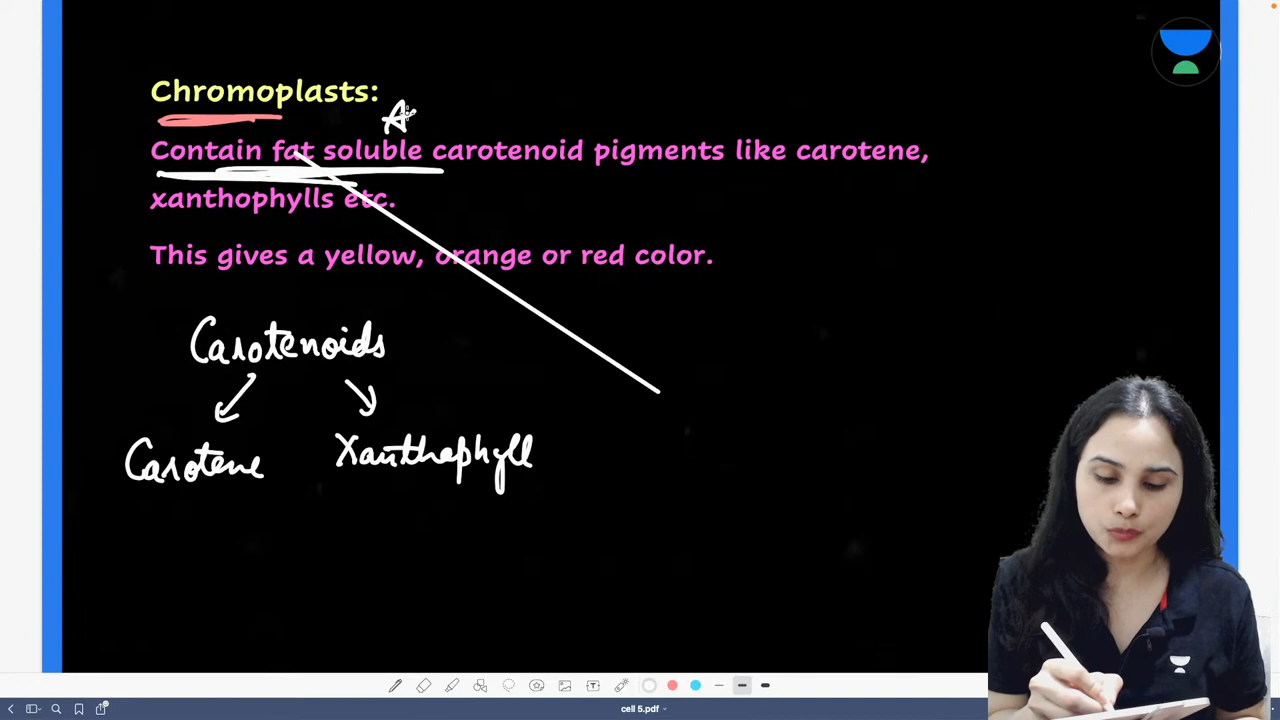 Chromoplasts:
A
Contain fat soluble carotenoid pigments like carotene,
xanthophylls etc.
This gives a yellow, orange or red color.
Carotenoids
Carotene Xanthophyll
cell 5.pdf